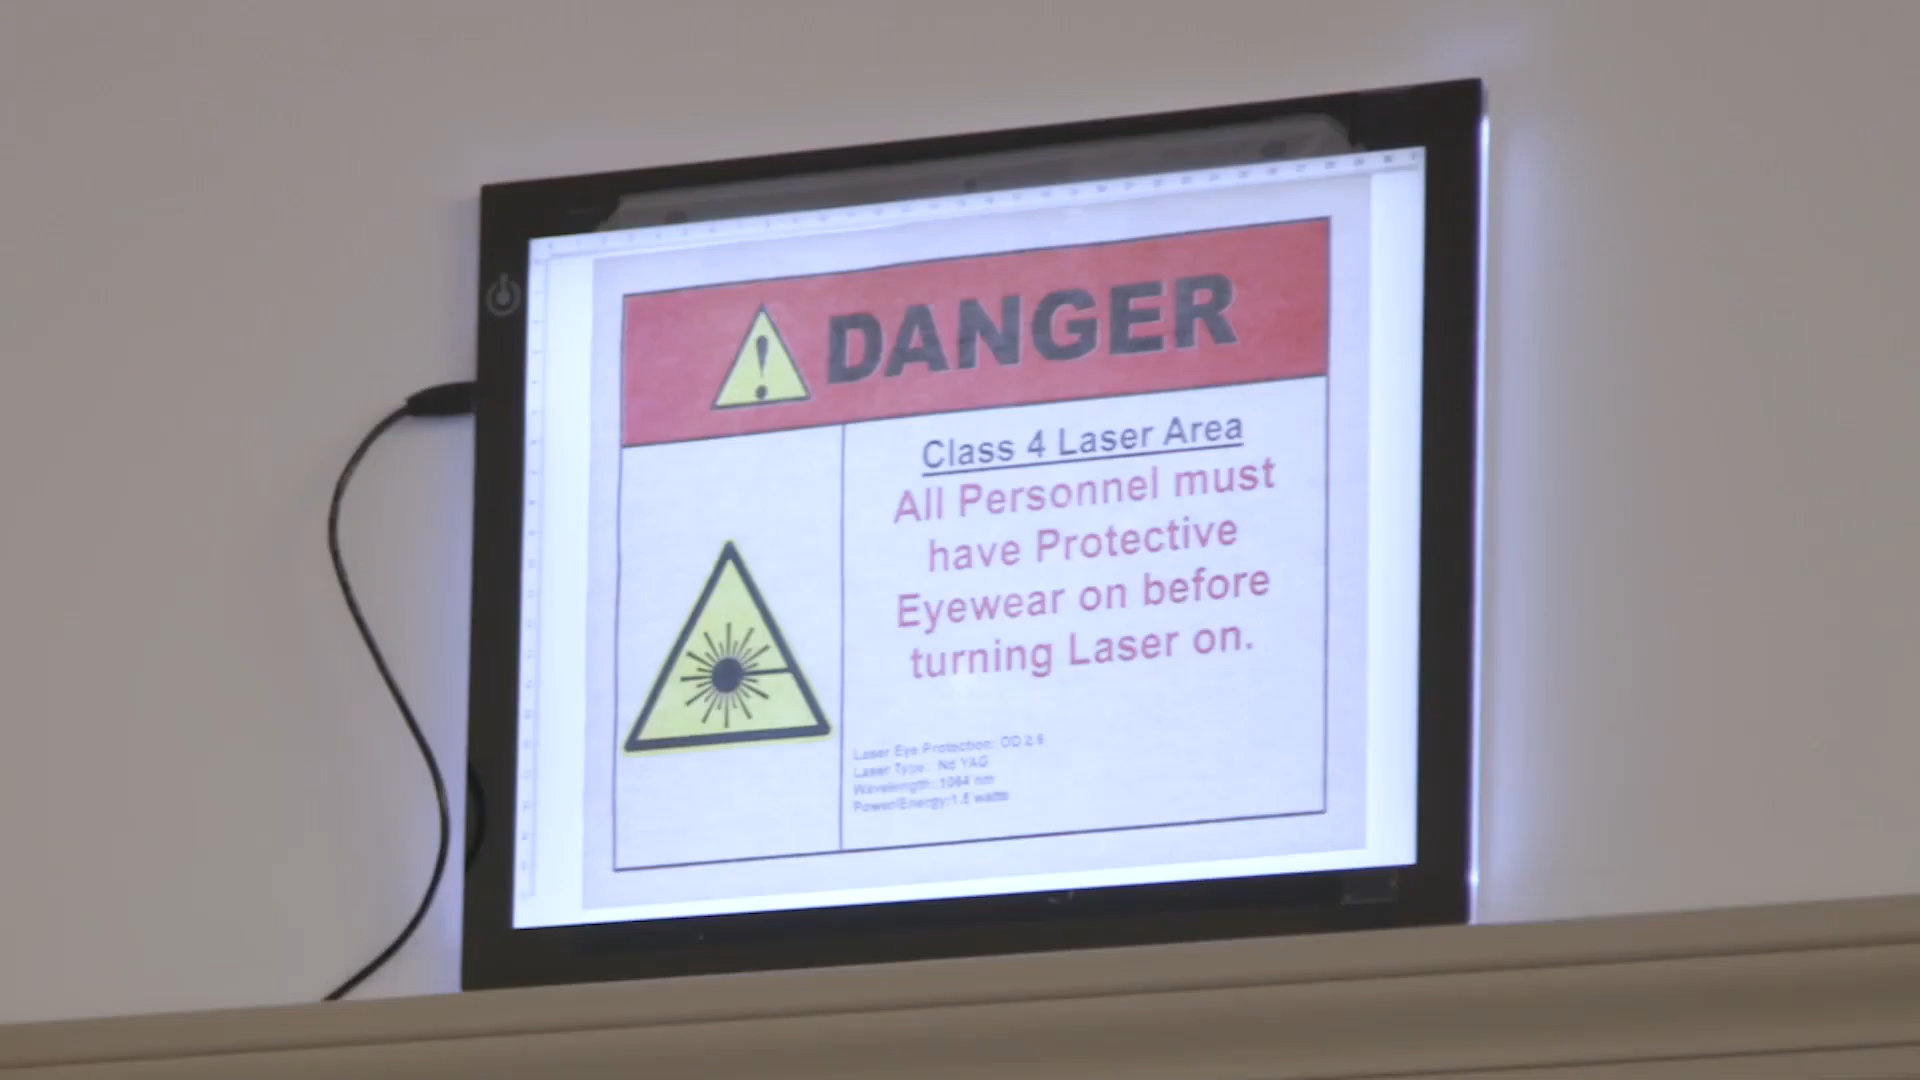 DANGER
Class 4 Laser Area
All Personnel must
have Protective
Eyewear on before
turning Laser on.
Laser Eye Protection: OD 2.6
Laser Type: Nd YAG
Wavelength: 1064 nm
Power/Energy:1.5 watts